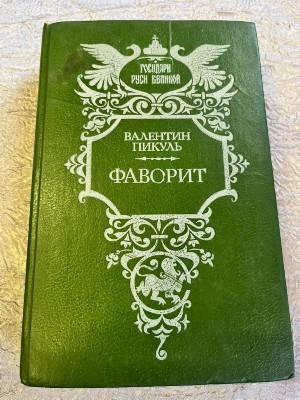 ГОСУДАРИ
РУСИ ВЕЛИКОЙ
ВАЛЕНТИН
ПИКУЛЬ
ФАВОРИТ